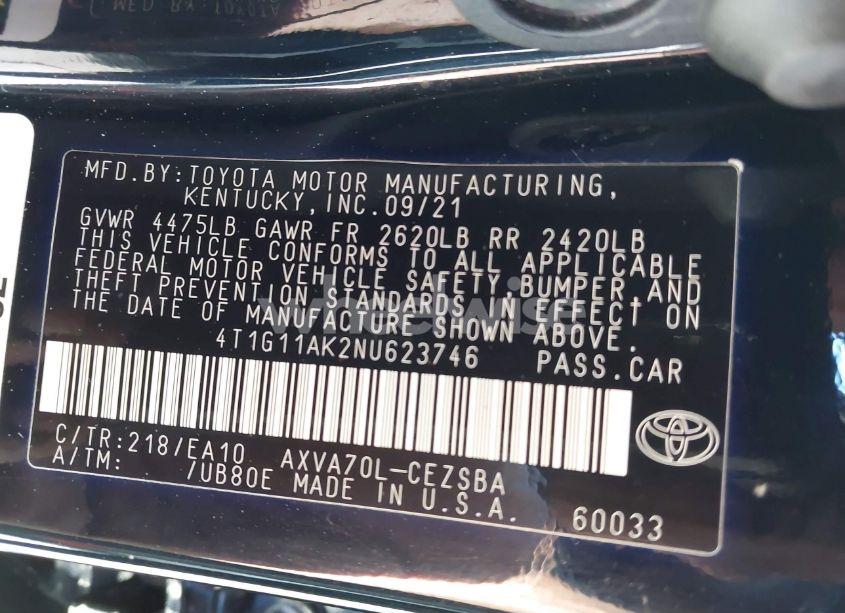 MFD.BY:TOYOTA MOTOR MANUFACTURING,
KENTUCKY,INC.09/21
GVWR 4475LB GAWR FR 2620LB RR 2420LB
THIS VEHICLE CONFORMS TO ALL APPLICABLE
FEDERAL MOTOR VEHICLE SAFETY,BUMPER,AND
THEFT PREVENTION STANDARDS IN EFFECT ON
THE DATE OF MANUFACTURE SHOWN ABOVE.
4T1G11AK2NU623746 PASS.CAR
C/TR:218/EA10 AXVA70L-CEZSBA
A/TM: /UB80E MADE IN U.S.A. 60033